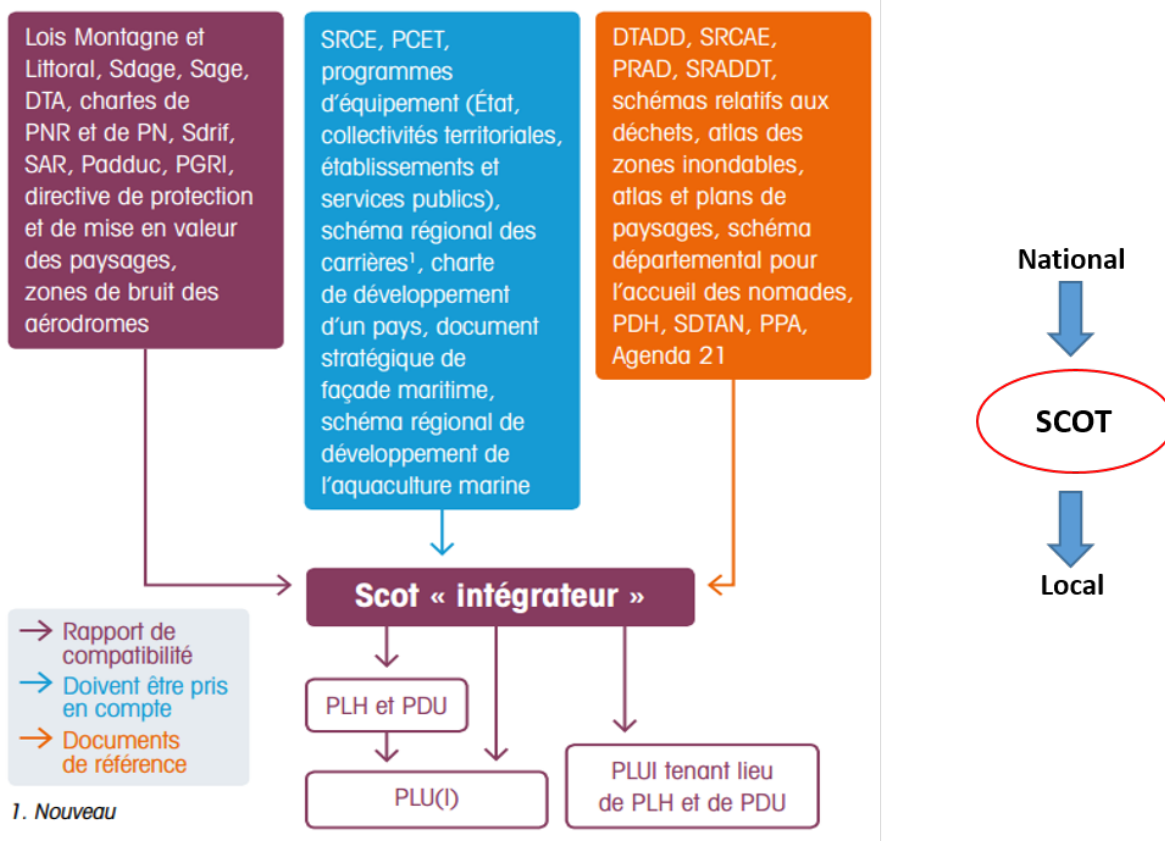 Lois Montagne et
Littoral, Sdage, Sage,
DTA, chartes de
PNR et de PN, Sdrif,
SAR, Padduc, PGRI,
directive de protection
et de mise en valeur
des paysages,
zones de bruit des
aérodromes
SRCE, PCET,
programmes
d'équipement (État,
collectivités territoriales,
établissements et
services publics),
schéma régional des
carrières¹, charte
de développement
d'un pays, document
stratégique de
façade maritime,
schéma régional de
développement de
l'aquaculture marine
DTADD, SRCAE,
PRAD, SRADDT,
schémas relatifs aux
déchets, atlas des
zones inondables,
atlas et plans de
paysages, schéma
départemental pour
l'accueil des nomades,
PDH, SDTAN, PPA,
Agenda 21
Scot « intégrateur »
Rapport de
compatibilité
Doivent être pris
en compte
Documents
de référence
1. Nouveau
PLH et PDU
PLU(I)
PLUI tenant lieu
de PLH et de PDU
National
SCOT
Local